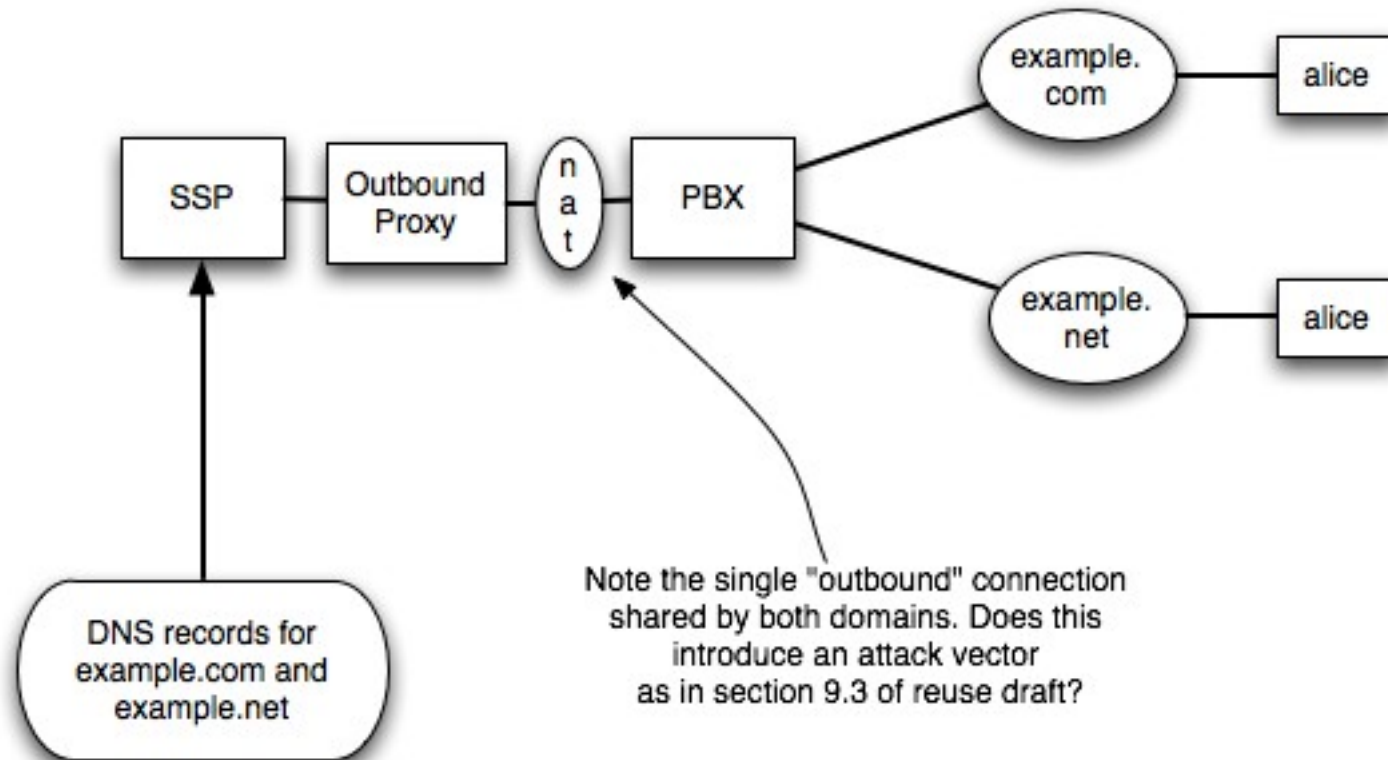 example.
com
alice
SSP
Outbound
Proxy
n
a
t
PBX
example.
net
alice
Note the single "outbound" connection
shared by both domains. Does this
introduce an attack vector
as in section 9.3 of reuse draft?
DNS records for
example.com and
example.net